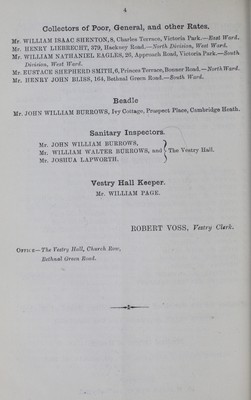 4
Collectors of Poor, General, and other Rates.
Mr. WILLIAM ISAAC SHENTON, 8, Charles Terrace, Victoria Park.—East Ward.
Mr. HENRY LIEBRECHT, 379, Hackney Road.—North Division, West Ward.
Mr. WILLIAM NATHANIEL EAGLES, 26, Approach Road, Victoria Park.—South
Division, West Ward.
Mr. EUSTACE SHEPHERD SMITH, 6, Princes Terrace, Bonner Road.—North Ward.
Mr. HENRY JOHN BLISS, 164, Bethnal Green Road.—South Ward.
Beadle
Mr. JOHN WILLIAM BURROWS, Ivy Cottage, Prospect Place, Cambridge Heath.
Sanitary Inspectors.
Mr. JOHN WILLIAM BURROWS,
Mr. WILLIAM WALTER BURROWS, and } The Vestry Hall.
Mr. JOSHUA LAPWORTH.
Vestry Hall Keeper.
Mr. WILLIAM PAGE.
ROBERT VOSS, Vestry Clerk.
OFFICE—The Vestry Hall, Church Row,
Bethnal Green Road.